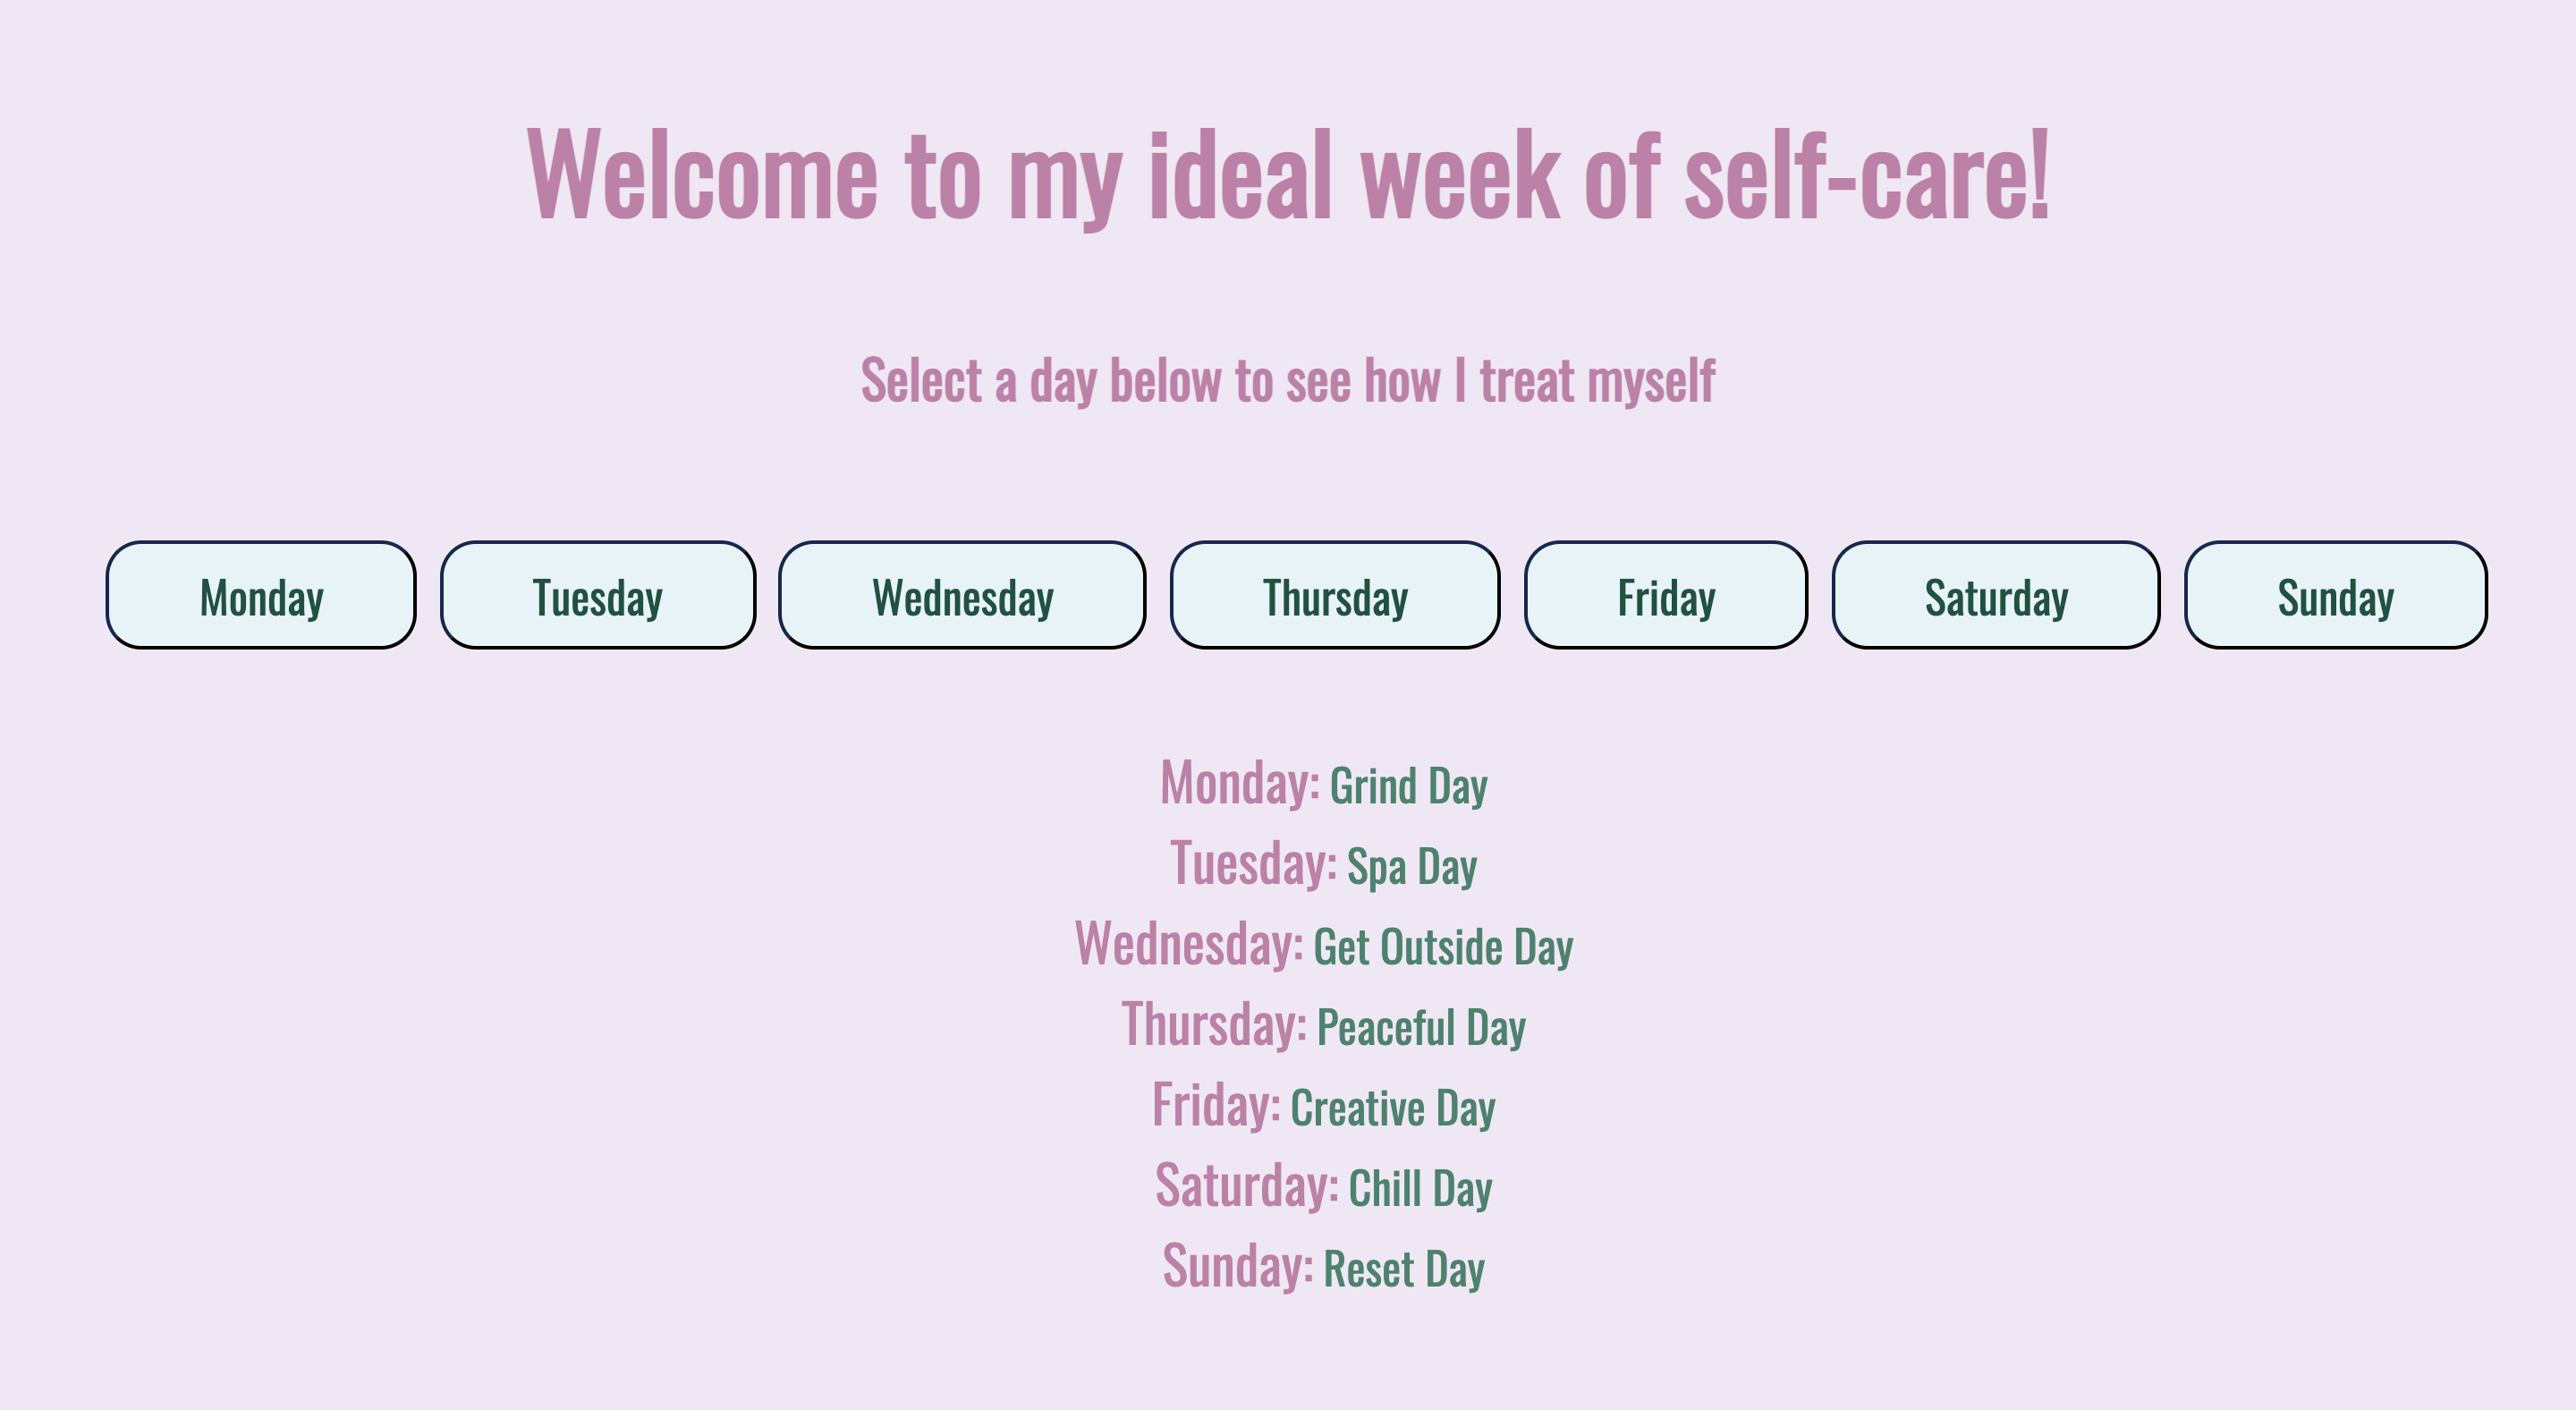 Welcome to my ideal week of self-care!
Select a day below to see how I treat myself
Monday Tuesday Wednesday Thursday Friday Saturday Sunday
Monday: Grind Day
Tuesday: Spa Day
Wednesday: Get Outside Day
Thursday: Peaceful Day
Friday: Creative Day
Saturday: Chill Day
Sunday: Reset Day